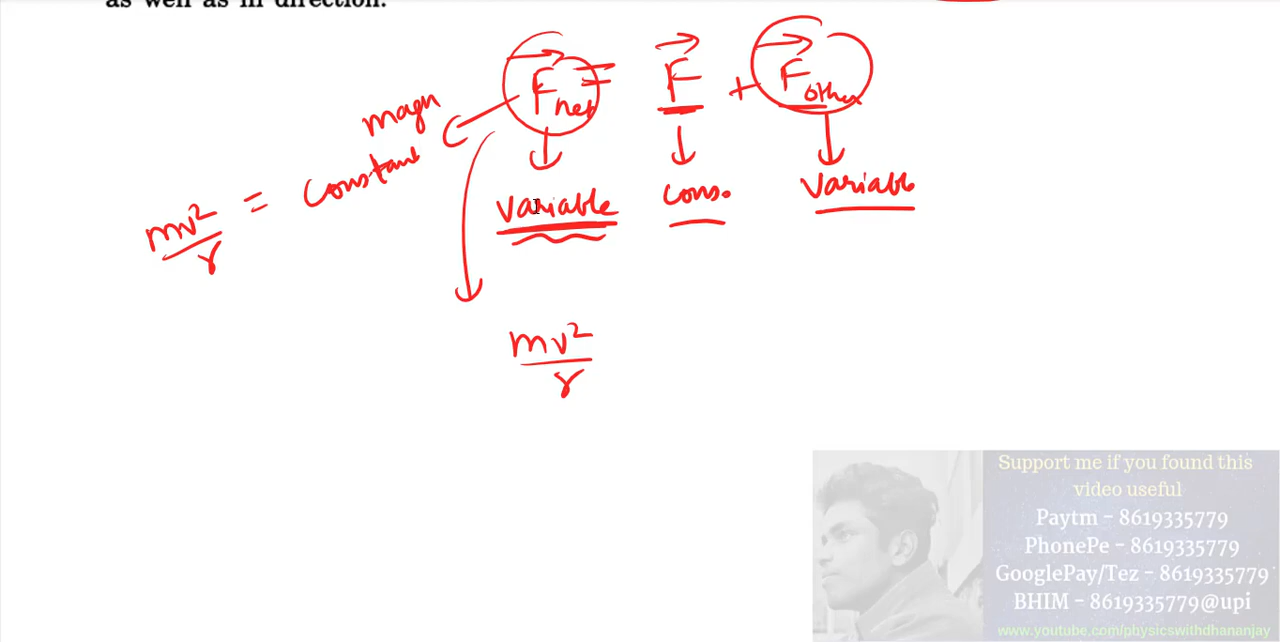 as well as in direction.
F net = F + F other
magn
constant
variable cons. variable
mv² / r =
mv² / r
Support me if you found this
video useful
Paytm - 8619335779
PhonePe - 8619335779
GooglePay/Tez - 8619335779
BHIM - 8619335779@upi
www.youtube.com/physicswithdhananjay